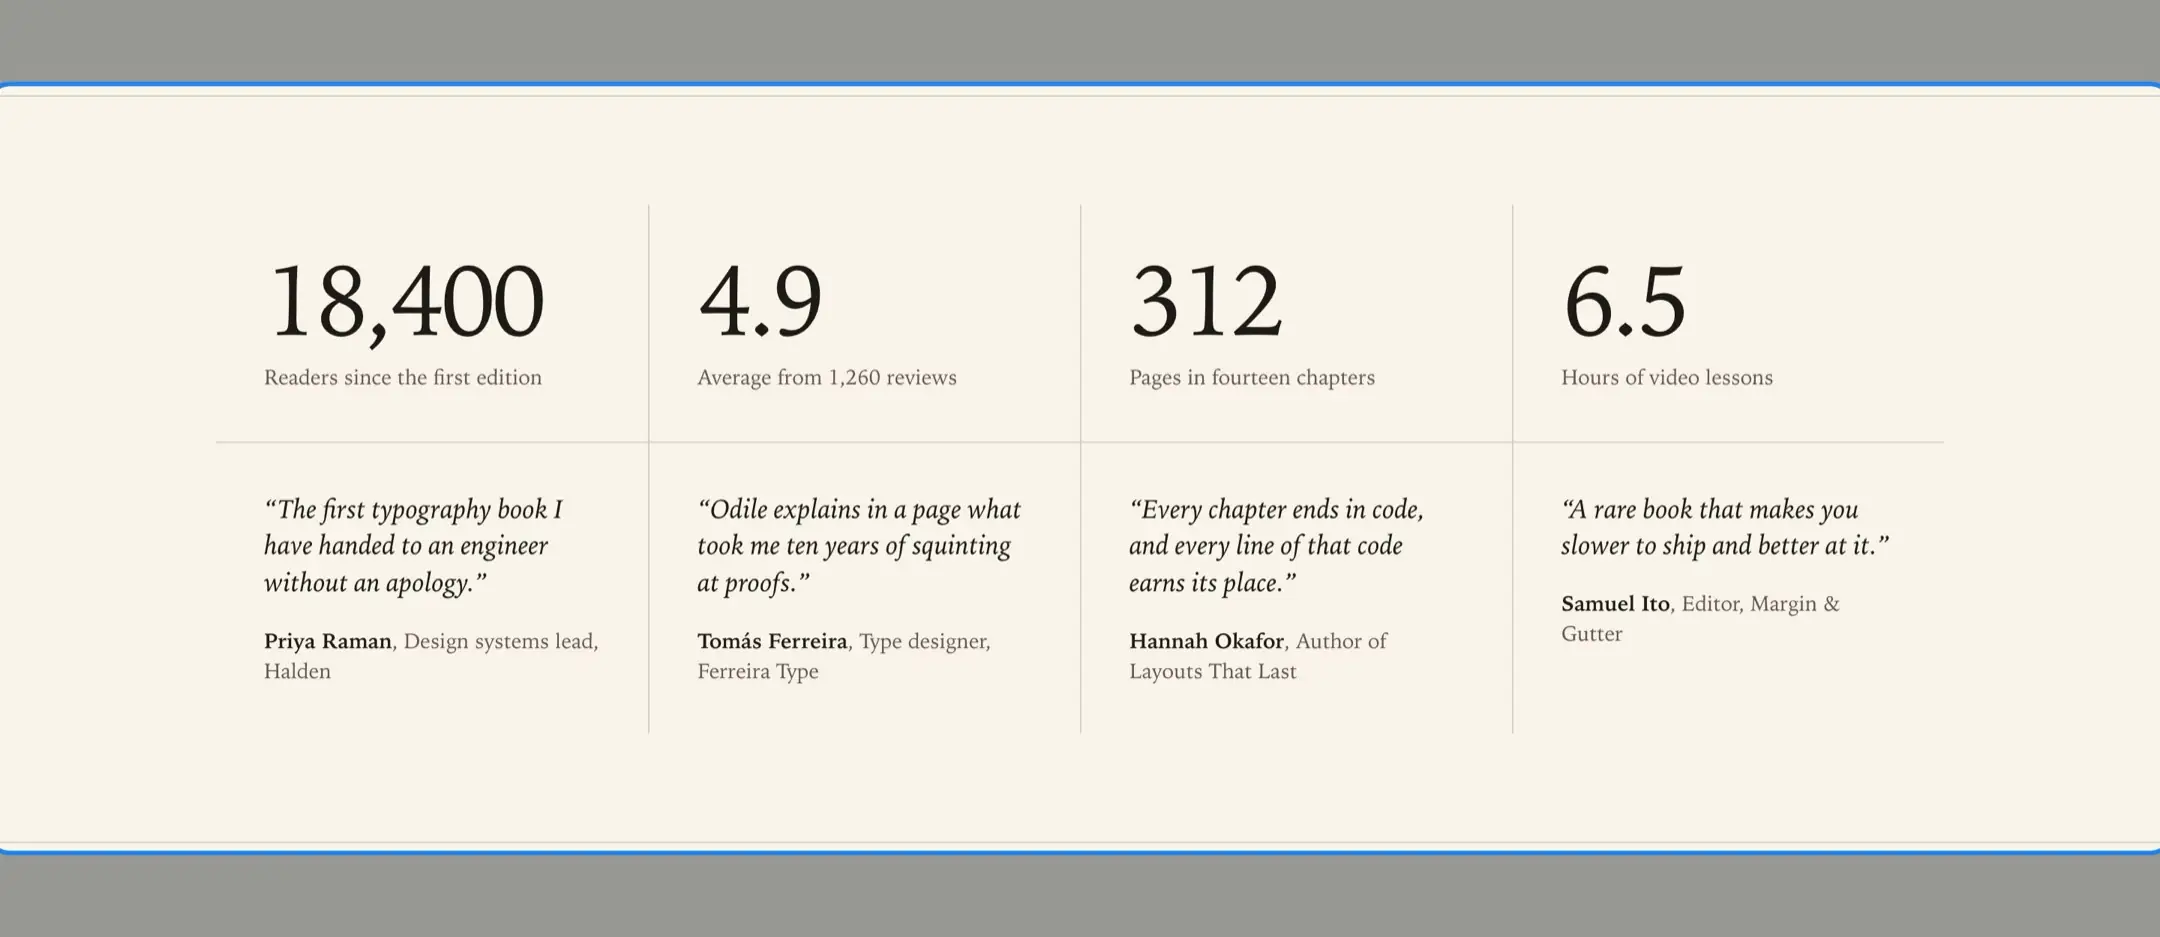 18,400
Readers since the first edition
4.9
Average from 1,260 reviews
312
Pages in fourteen chapters
6.5
Hours of video lessons
“The first typography book I
have handed to an engineer
without an apology.”
Priya Raman, Design systems lead,
Halden
“Odile explains in a page what
took me ten years of squinting
at proofs.”
Tomás Ferreira, Type designer,
Ferreira Type
“Every chapter ends in code,
and every line of that code
earns its place.”
Hannah Okafor, Author of
Layouts That Last
“A rare book that makes you
slower to ship and better at it.”
Samuel Ito, Editor, Margin &
Gutter